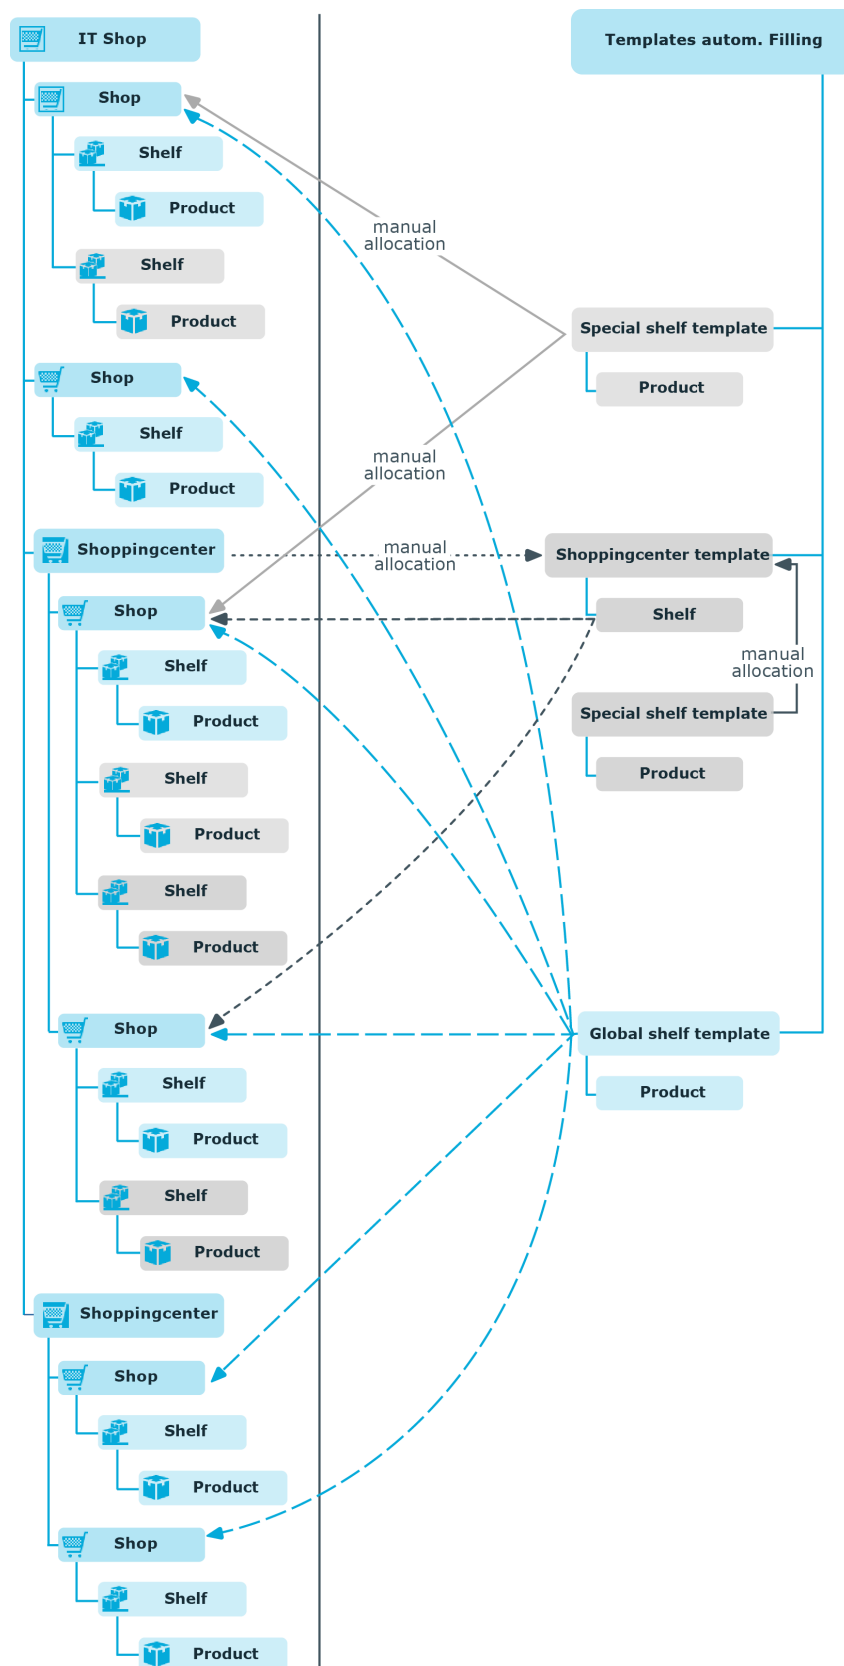 IT Shop
Templates autom. Filling
Shop
Shelf
Product
manual
allocation
Shelf
Product
Special shelf template
Shop
Product
Shelf
manual
allocation
Product
Shoppingcenter
manual
allocation
Shoppingcenter template
Shop
Shelf
Shelf
manual
allocation
Product
Special shelf template
Shelf
Product
Product
Shelf
Product
Shop
Global shelf template
Shelf
Product
Product
Shelf
Product
Shoppingcenter
Shop
Shelf
Product
Shop
Shelf
Product